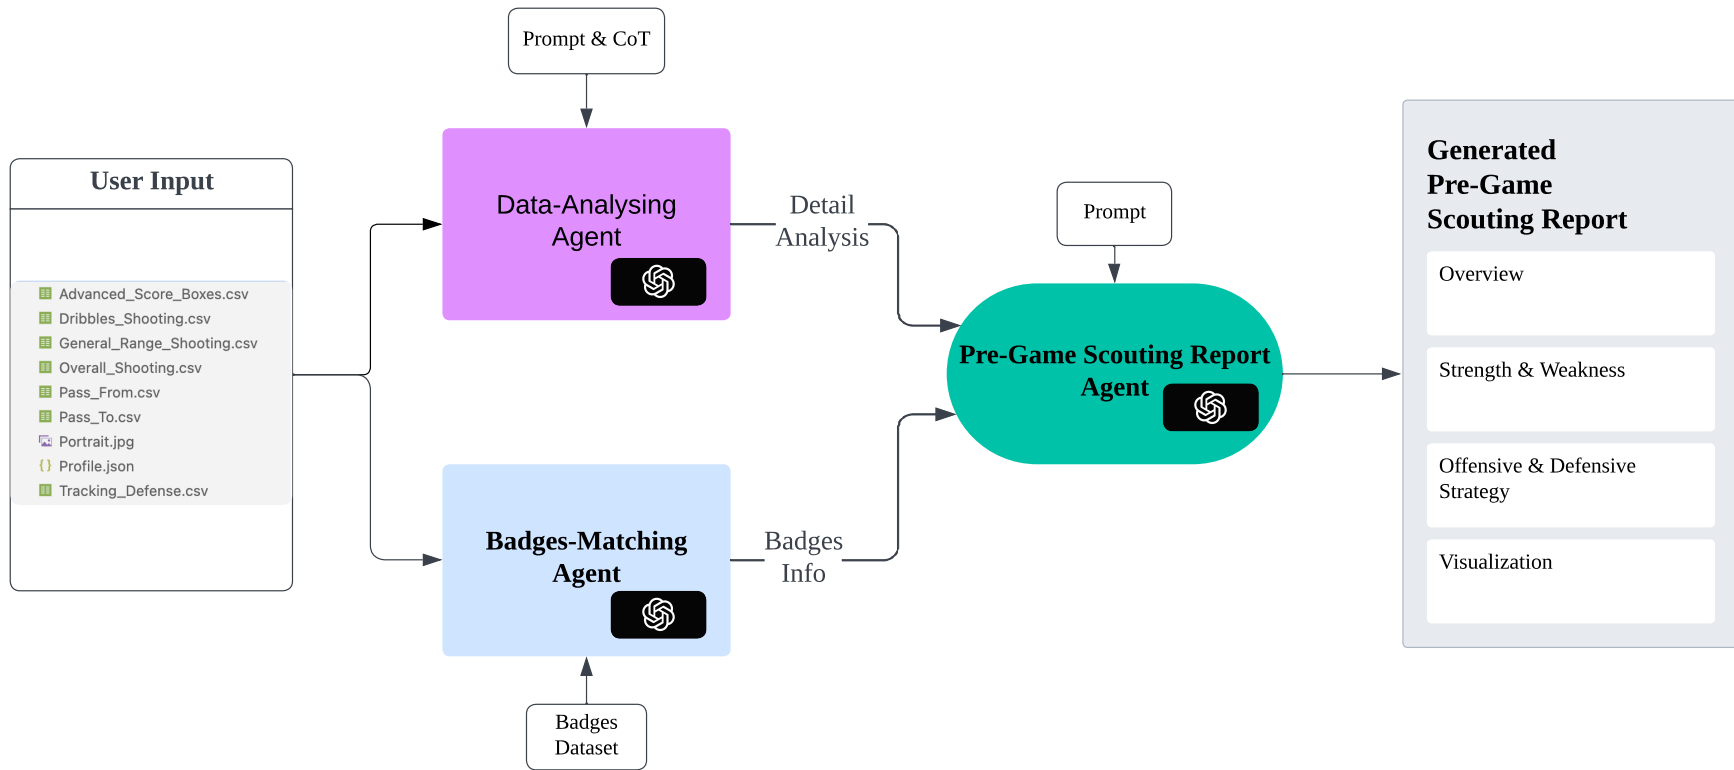 Prompt & CoT
User Input
Advanced_Score_Boxes.csv
Dribbles_Shooting.csv
General_Range_Shooting.csv
Overall_Shooting.csv
Pass_From.csv
Pass_To.csv
Portrait.jpg
Profile.json
Tracking_Defense.csv
Data-Analysing
Agent
Detail
Analysis
Badges-Matching
Agent
Badges
Info
Badges
Dataset
Prompt
Pre-Game Scouting Report
Agent
Generated
Pre-Game
Scouting Report
Overview
Strength & Weakness
Offensive & Defensive
Strategy
Visualization